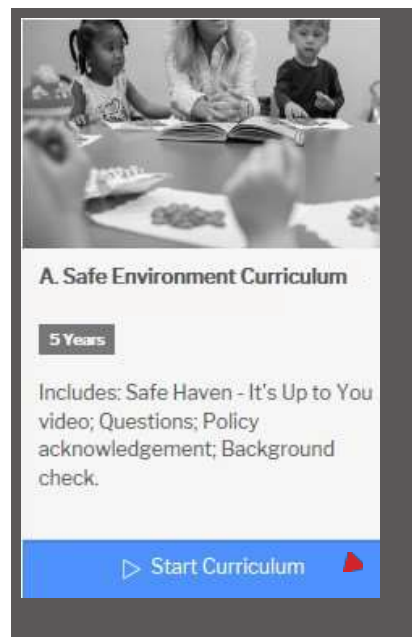 A. Safe Environment Curriculum
5 Years
Includes: Safe Haven - It's Up to You
video; Questions; Policy
acknowledgement; Background
check.
Start Curriculum